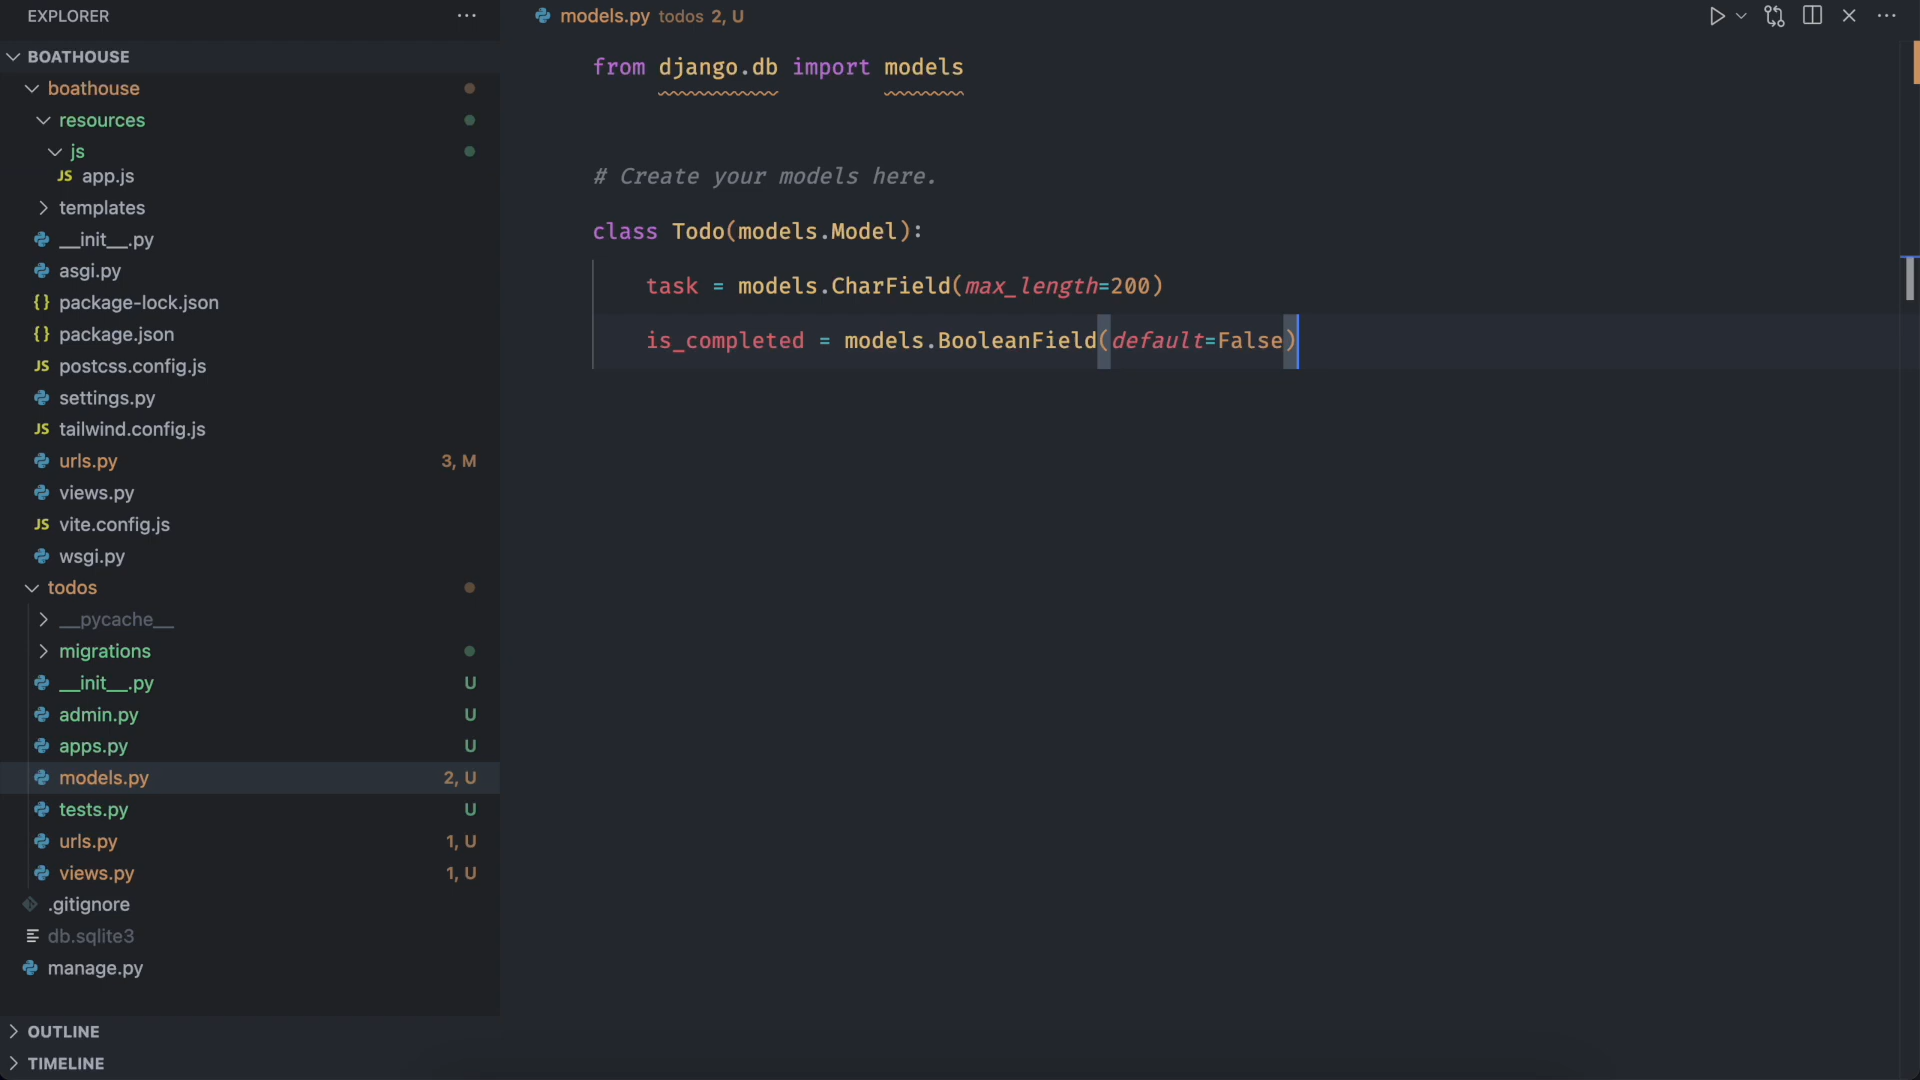 EXPLORER
BOATHOUSE
boathouse
resources
js
JS app.js
templates
__init__.py
asgi.py
{} package-lock.json
{} package.json
JS postcss.config.js
settings.py
JS tailwind.config.js
urls.py 3, M
views.py
JS vite.config.js
wsgi.py
todos
__pycache__
migrations
__init__.py U
admin.py U
apps.py U
models.py 2, U
tests.py U
urls.py 1, U
views.py 1, U
.gitignore
db.sqlite3
manage.py
OUTLINE
TIMELINE
models.py todos 2, U
from django.db import models
# Create your models here.
class Todo(models.Model):
task = models.CharField(max_length=200)
is_completed = models.BooleanField(default=False)